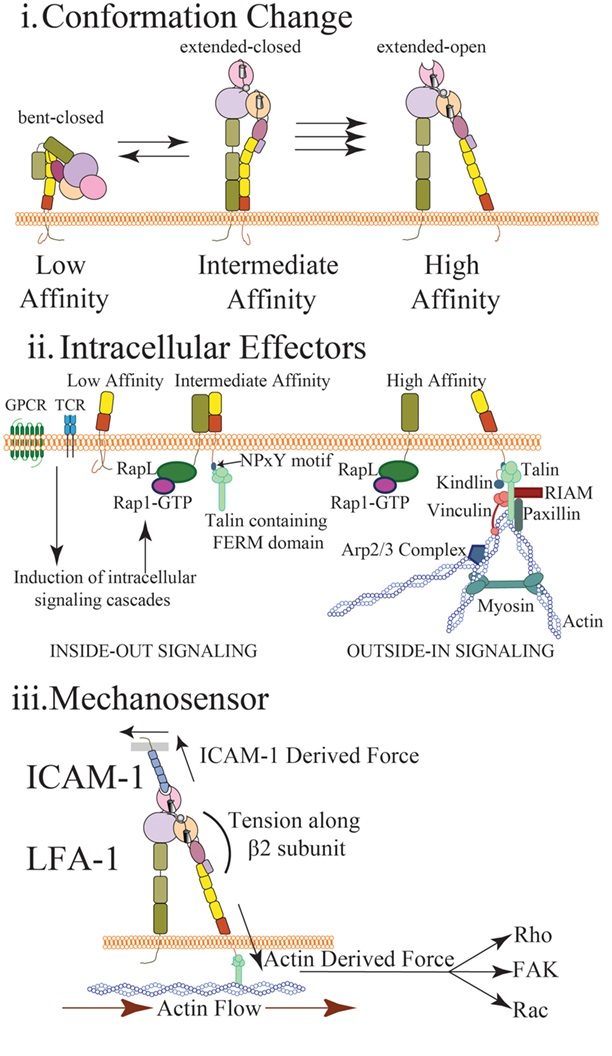 i. Conformation Change
extended-closed
extended-open
bent-closed
Low
Affinity
Intermediate
Affinity
High
Affinity
ii. Intracellular Effectors
Low Affinity
Intermediate Affinity
High Affinity
GPCR
TCR
RapL
NPxY motif
Rap1-GTP
Talin containing
FERM domain
Induction of intracellular
signaling cascades
RapL
Rap1-GTP
Kindlin
Talin
RIAM
Vinculin
Paxillin
Arp2/3 Complex
Myosin
Actin
INSIDE-OUT SIGNALING
OUTSIDE-IN SIGNALING
iii. Mechanosensor
ICAM-1 Derived Force
ICAM-1
Tension along
β2 subunit
LFA-1
Actin Derived Force
Rho
FAK
Rac
Actin Flow